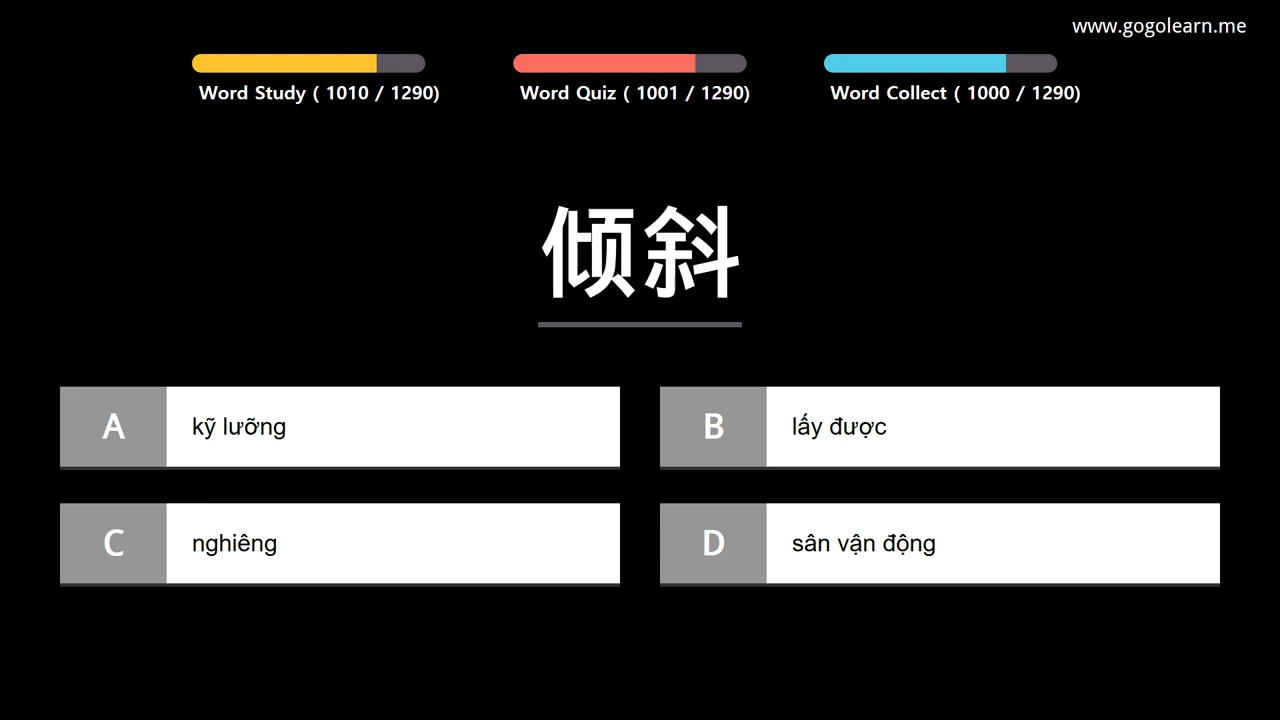 www.gogolearn.me
Word Study ( 1010 / 1290)
Word Quiz ( 1001 / 1290)
Word Collect ( 1000 / 1290)
倾斜
A kỹ lưỡng
B lấy được
C nghiêng
D sân vận động